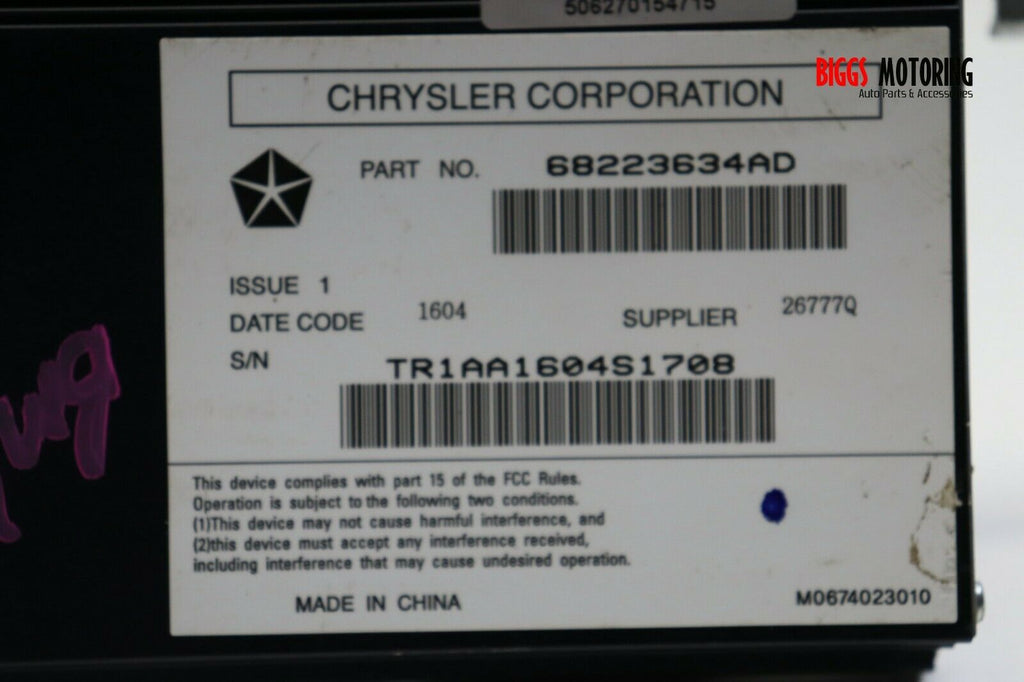 506270154715
BIGGS MOTORING
Auto Parts & Accessories
CHRYSLER CORPORATION
PART NO. 68223634AD
ISSUE 1
DATE CODE 1604 SUPPLIER 26777Q
S/N TR1AA1604S1708
This device complies with part 15 of the FCC Rules.
Operation is subject to the following two conditions.
(1)This device may not cause harmful interference, and
(2)this device must accept any interference received,
including interference that may cause undesired operation.
MADE IN CHINA M0674023010